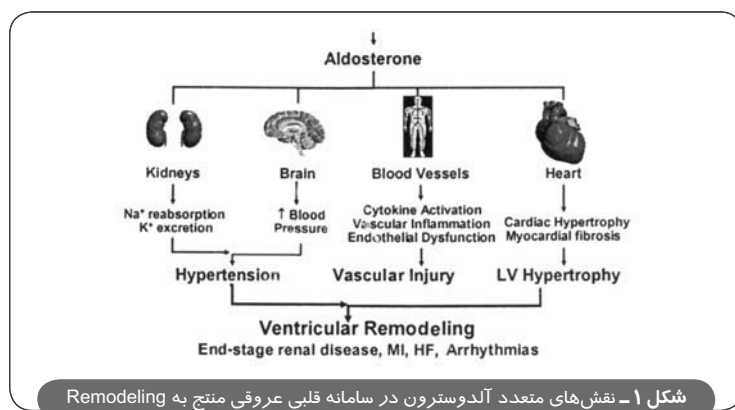 Aldosterone
Kidneys
Brain
Blood Vessels
Heart
Na⁺ reabsorption
K⁺ excretion
↑ Blood
Pressure
Cytokine Activation
Vascular Inflammation
Endothelial Dysfunction
Cardiac Hypertrophy
Myocardial fibrosis
Hypertension
Vascular Injury
LV Hypertrophy
Ventricular Remodeling
End-stage renal disease, MI, HF, Arrhythmias
شکل ۱ ــ نقش‌های متعدد آلدوسترون در سامانه قلبی عروقی منتج به Remodeling